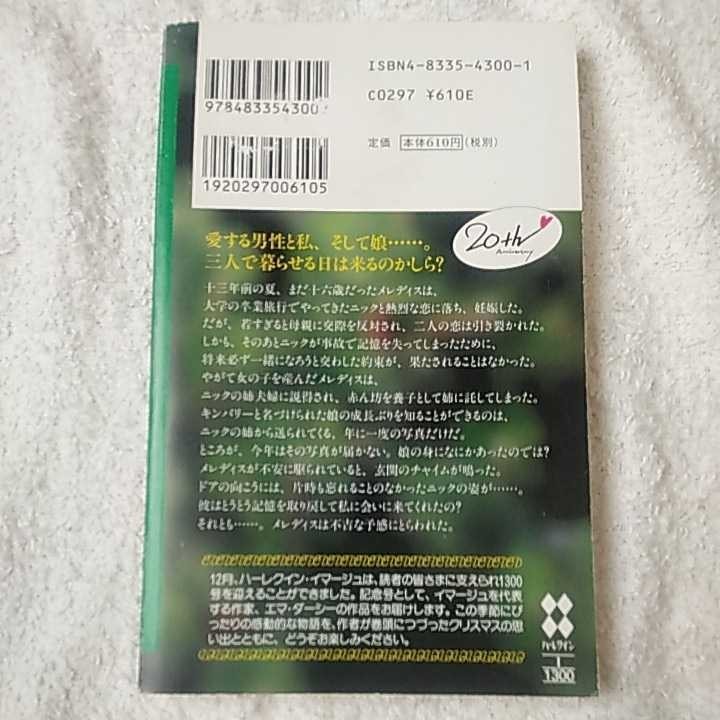 ISBN4-8335-4300-1
C0297 ¥610E
978483354300
定価 本体610円(税別)
1920297006105
20th
Anniversary
愛する男性と私、そして娘……。
三人で暮らせる日は来るのかしら?
十三年前の夏、まだ十六歳だったメレディスは、
大学の卒業旅行でやってきたニックと熱烈な恋に落ち、妊娠した。
だが、若すぎると母親に交際を反対され、二人の恋は引き裂かれた。
しかも、そのあとニックが事故で記憶を失ってしまったために、
将来必ず一緒になろうと交わした約束が、果たされることはなかった。
やがて女の子を産んだメレディスは、
ニックの姉夫婦に説得され、赤ん坊を養子として姉に託してしまった。
キンバリーと名づけられた娘の成長ぶりを知ることができるのは、
ニックの姉から送られてくる、年に一度の写真だけだ。
ところが、今年はその写真が届かない。娘の身になにかあったのでは?
メレディスが不安に駆られていると、玄関のチャイムが鳴った。
ドアの向こうには、片時も忘れることのなかったニックの姿が……。
彼はとうとう記憶を取り戻して私に会いに来てくれたの?
それとも……。メレディスは不吉な予感にとらわれた。
12月、ハーレクイン・イマージュは、読者の皆さまに支えられ1300
号を迎えることができました。記念号として、イマージュを代表
する作家、エマ・ダーシーの作品をお届けします。この季節にぴ
ったりの感動的な物語を、作者が巻頭につづったクリスマスの思
い出とともに、どうぞお楽しみください。
ハーレクイン
I
1300